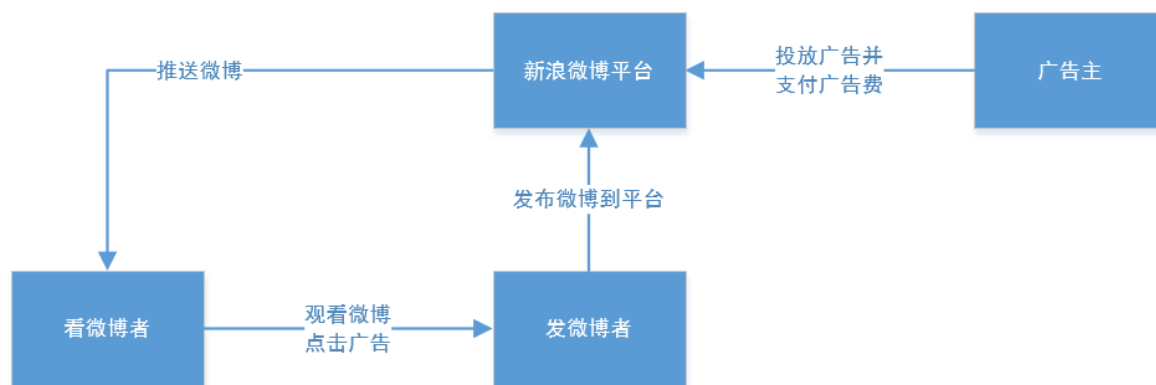 推送微博
新浪微博平台
投放广告并
支付广告费
广告主
发布微博到平台
看微博者
观看微博
点击广告
发微博者